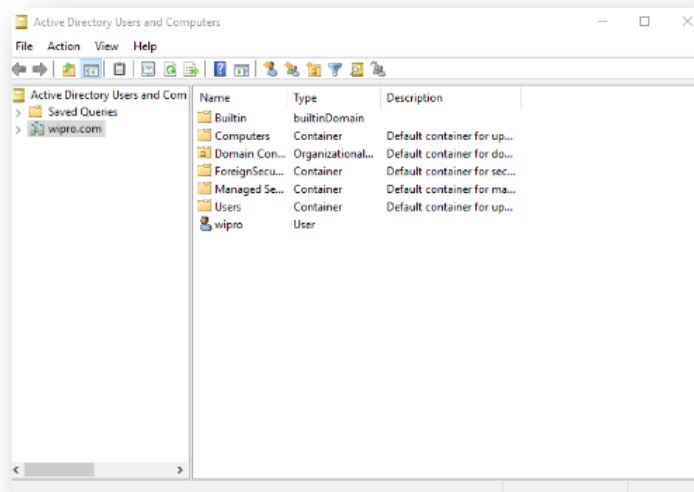 Active Directory Users and Computers
File Action View Help
Active Directory Users and Com
Saved Queries
wipro.com
Name Type Description
Builtin builtinDomain
Computers Container Default container for up...
Domain Con... Organizational... Default container for do...
ForeignSecu... Container Default container for sec...
Managed Se... Container Default container for ma...
Users Container Default container for up...
wipro User